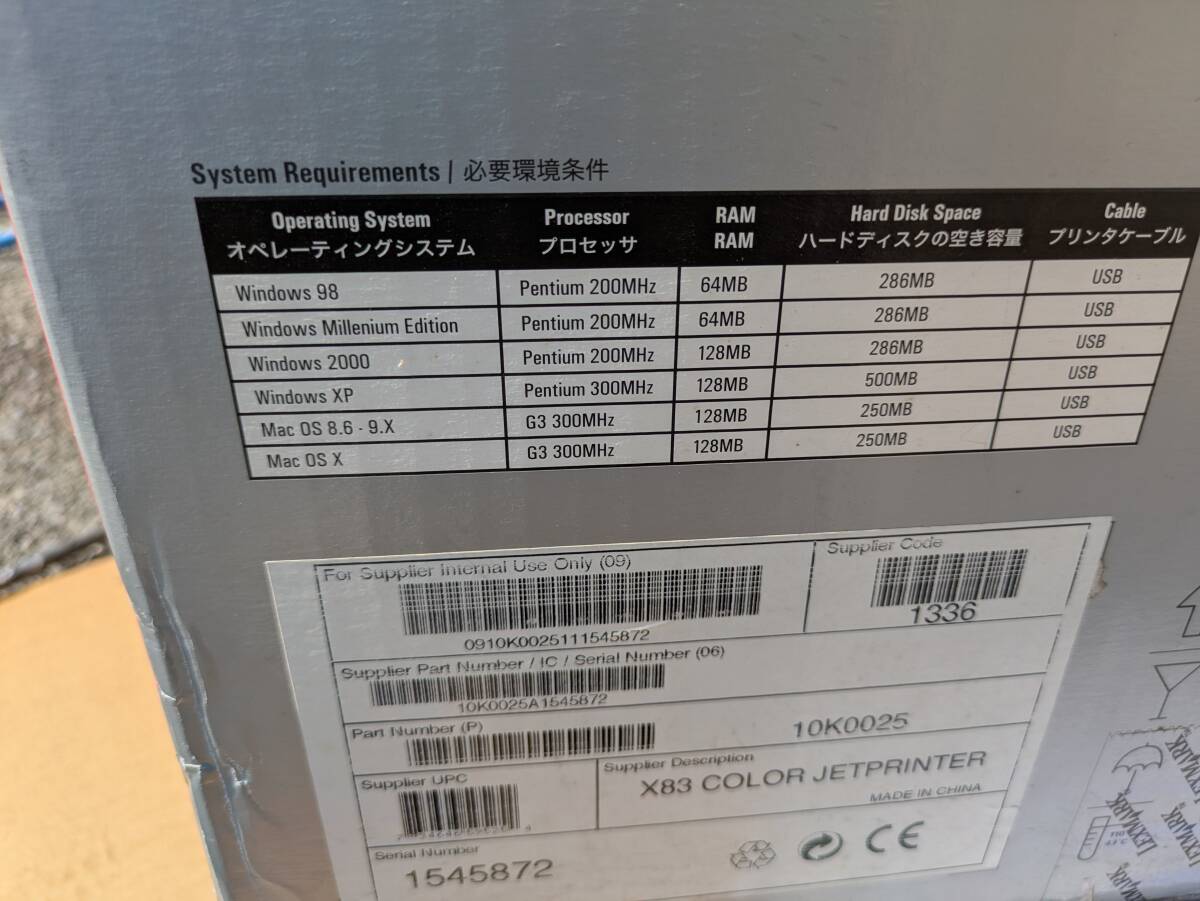 System Requirements | 必要環境条件
Operating System Processor RAM Hard Disk Space Cable
オペレーティングシステム プロセッサ RAM ハードディスクの空き容量 プリンタケーブル
Windows 98 Pentium 200MHz 64MB 286MB USB
Windows Millenium Edition Pentium 200MHz 64MB 286MB USB
Windows 2000 Pentium 200MHz 128MB 286MB USB
Windows XP Pentium 300MHz 128MB 500MB USB
Mac OS 8.6 - 9.X G3 300MHz 128MB 250MB USB
Mac OS X G3 300MHz 128MB 250MB USB
For Supplier Internal Use Only (09)
0910K0025111545872
Supplier Code
1336
Supplier Part Number / IC / Serial Number (06)
10K0025A1545872
Part Number (P)
10K0025
Supplier UPC
Supplier Description
X83 COLOR JETPRINTER
MADE IN CHINA
Serial Number
1545872
CE
LEXMARK
LEXMARK
LEXMARK
LEXMARK